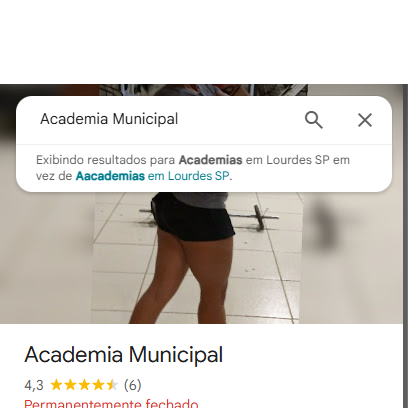 Academia Municipal
Exibindo resultados para Academias em Lourdes SP em
vez de Aacademias em Lourdes SP.
Academia Municipal
4,3 (6)
Permanentemente fechado